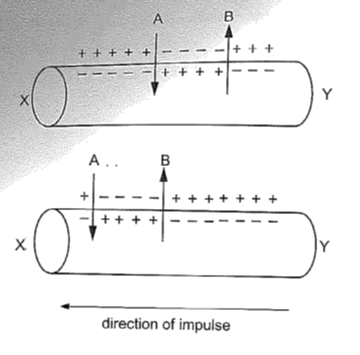 A B
+ + + + + − − − − + + +
− − − − − + + + + − − −
X Y
A . . B
+ − − − − + + + + + + +
− + + + + − − − − − − −
X Y
direction of impulse